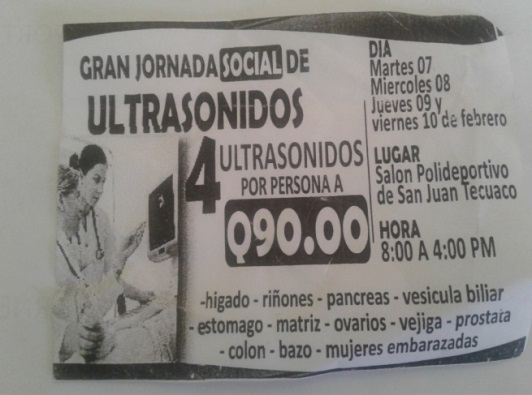 GRAN JORNADA SOCIAL DE
ULTRASONIDOS
4 ULTRASONIDOS
POR PERSONA A
Q90.00
DIA
Martes 07
Miercoles 08
Jueves 09 y
viernes 10 de febrero
LUGAR
Salon Polideportivo
de San Juan Tecuaco
HORA
8:00 A 4:00 PM
-higado - riñones - pancreas - vesicula biliar
- estomago - matriz - ovarios - vejiga - prostata
- colon - bazo - mujeres embarazadas